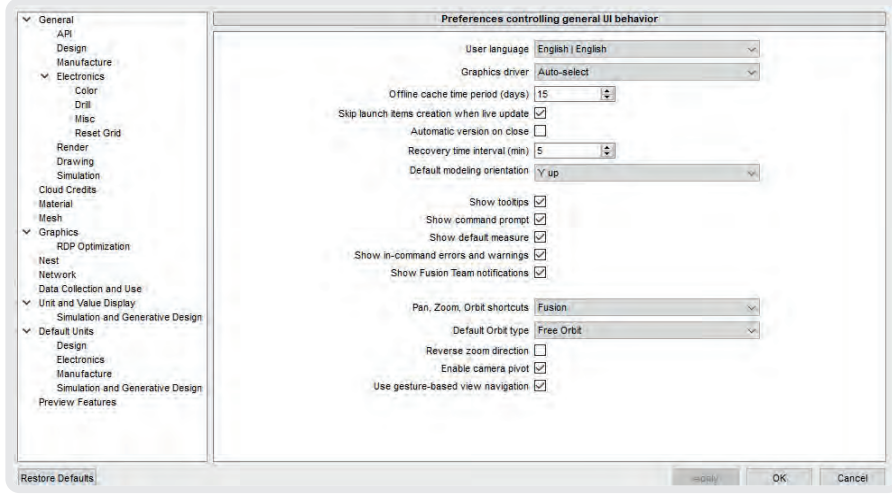 General
API
Design
Manufacture
Electronics
Color
Drill
Misc
Reset Grid
Render
Drawing
Simulation
Cloud Credits
Material
Mesh
Graphics
RDP Optimization
Nest
Network
Data Collection and Use
Unit and Value Display
Simulation and Generative Design
Default Units
Design
Electronics
Manufacture
Simulation and Generative Design
Preview Features
Restore Defaults
Preferences controlling general UI behavior
User language English | English
Graphics driver Auto-select
Offline cache time period (days) 15
Skip launch items creation when live update
Automatic version on close
Recovery time interval (min) 5
Default modeling orientation Y up
Show tooltips
Show command prompt
Show default measure
Show in-command errors and warnings
Show Fusion Team notifications
Pan, Zoom, Orbit shortcuts Fusion
Default Orbit type Free Orbit
Reverse zoom direction
Enable camera pivot
Use gesture-based view navigation
OK
Cancel